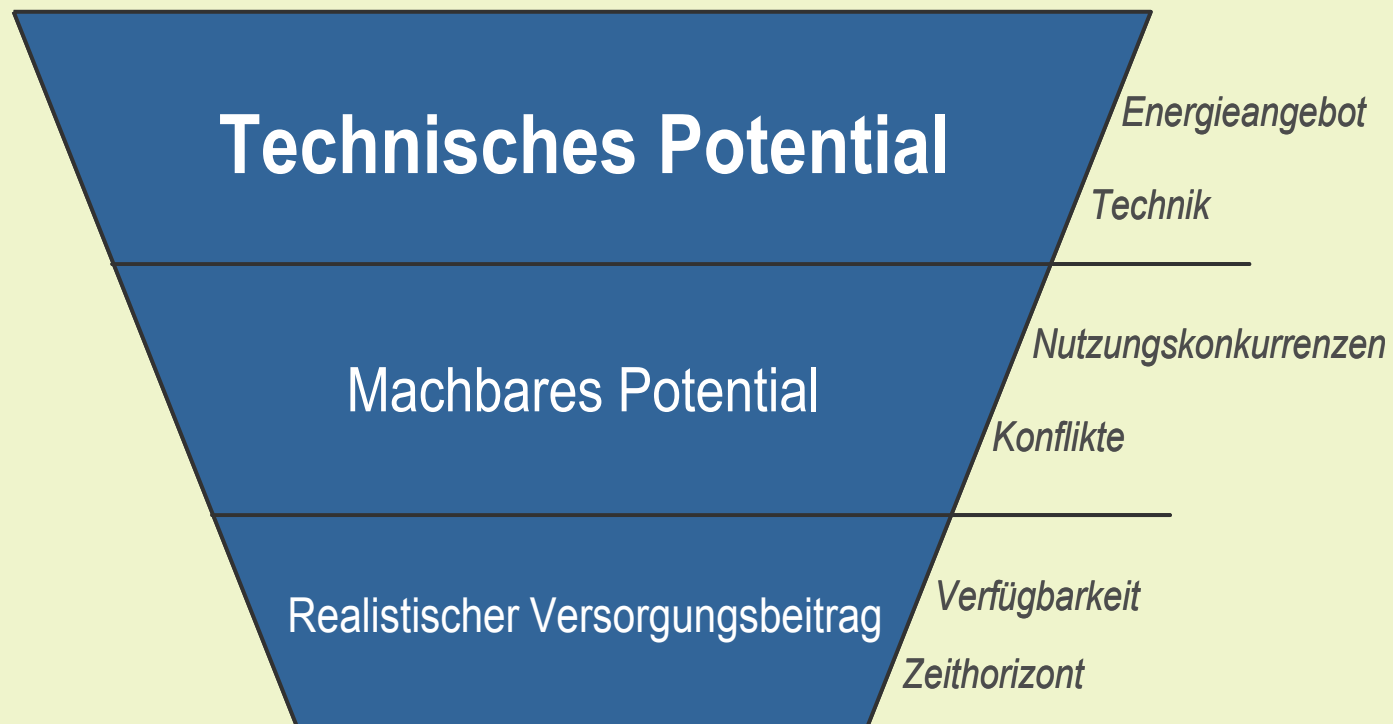 Technisches Potential
Energieangebot
Technik
Machbares Potential
Nutzungskonkurrenzen
Konflikte
Realistischer Versorgungsbeitrag
Verfügbarkeit
Zeithorizont